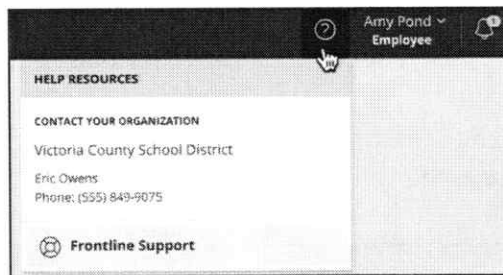 Amy Pond
Employee
1
HELP RESOURCES
CONTACT YOUR ORGANIZATION
Victoria County School District
Eric Owens
Phone: (555) 849-9075
Frontline Support